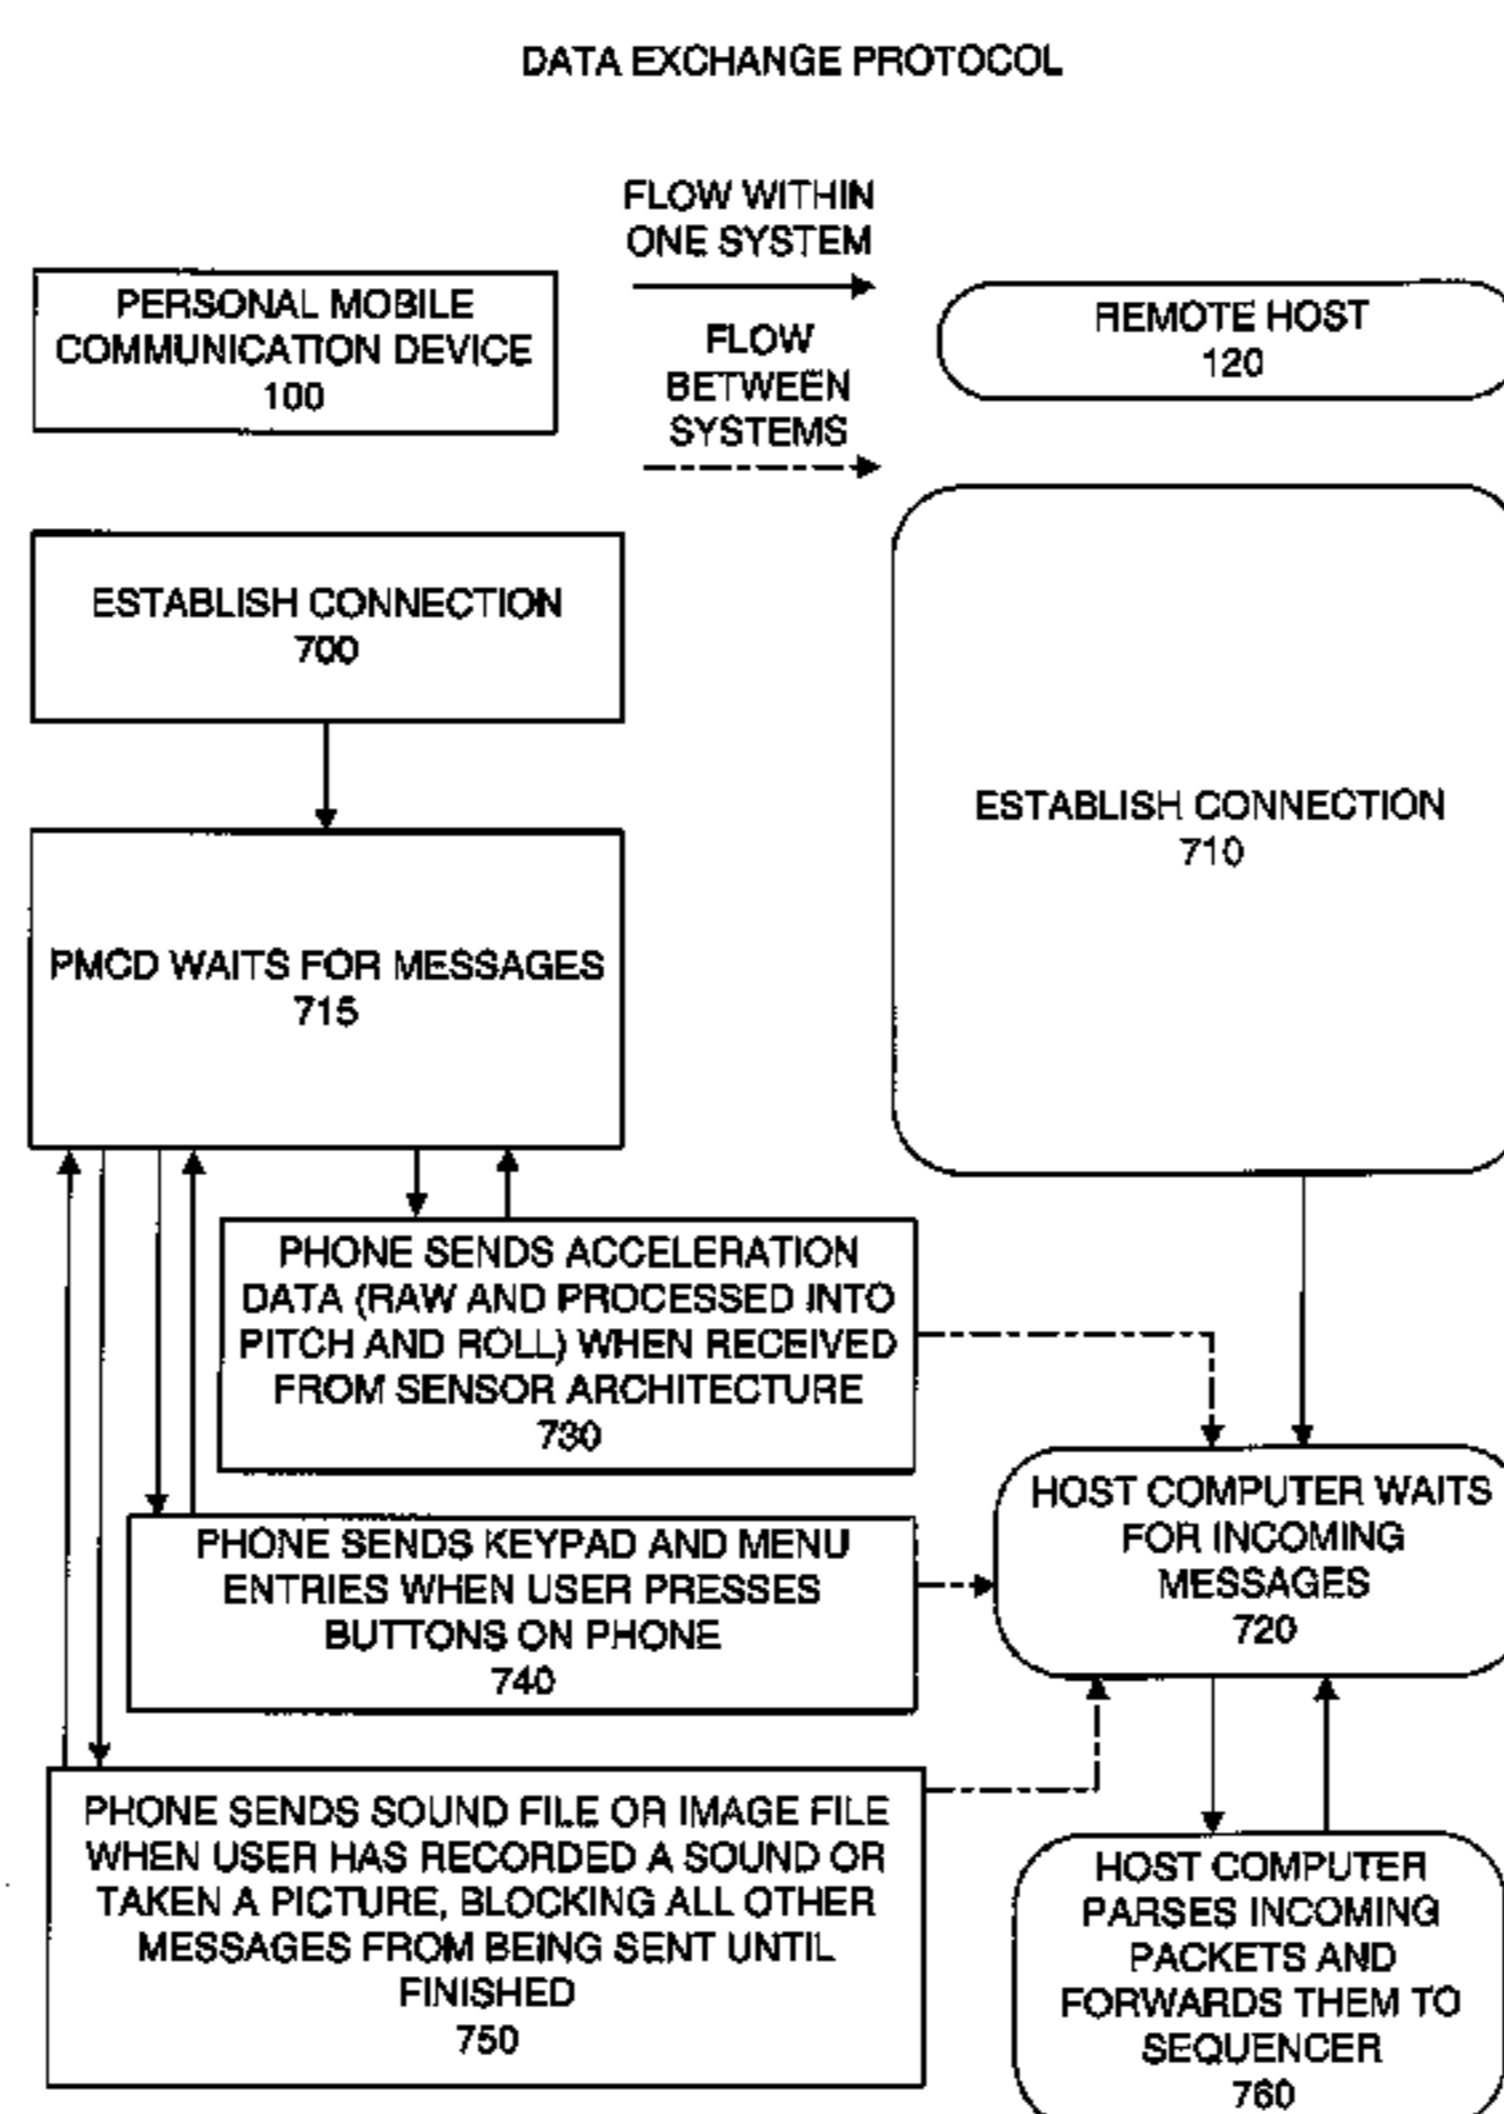 DATA EXCHANGE PROTOCOL
FLOW WITHIN
ONE SYSTEM
PERSONAL MOBILE
COMMUNICATION DEVICE
100
FLOW
BETWEEN
SYSTEMS
REMOTE HOST
120
ESTABLISH CONNECTION
700
ESTABLISH CONNECTION
710
PMCD WAITS FOR MESSAGES
715
PHONE SENDS ACCELERATION
DATA (RAW AND PROCESSED INTO
PITCH AND ROLL) WHEN RECEIVED
FROM SENSOR ARCHITECTURE
730
HOST COMPUTER WAITS
FOR INCOMING
MESSAGES
720
PHONE SENDS KEYPAD AND MENU
ENTRIES WHEN USER PRESSES
BUTTONS ON PHONE
740
PHONE SENDS SOUND FILE OR IMAGE FILE
WHEN USER HAS RECORDED A SOUND OR
TAKEN A PICTURE, BLOCKING ALL OTHER
MESSAGES FROM BEING SENT UNTIL
FINISHED
750
HOST COMPUTER
PARSES INCOMING
PACKETS AND
FORWARDS THEM TO
SEQUENCER
760